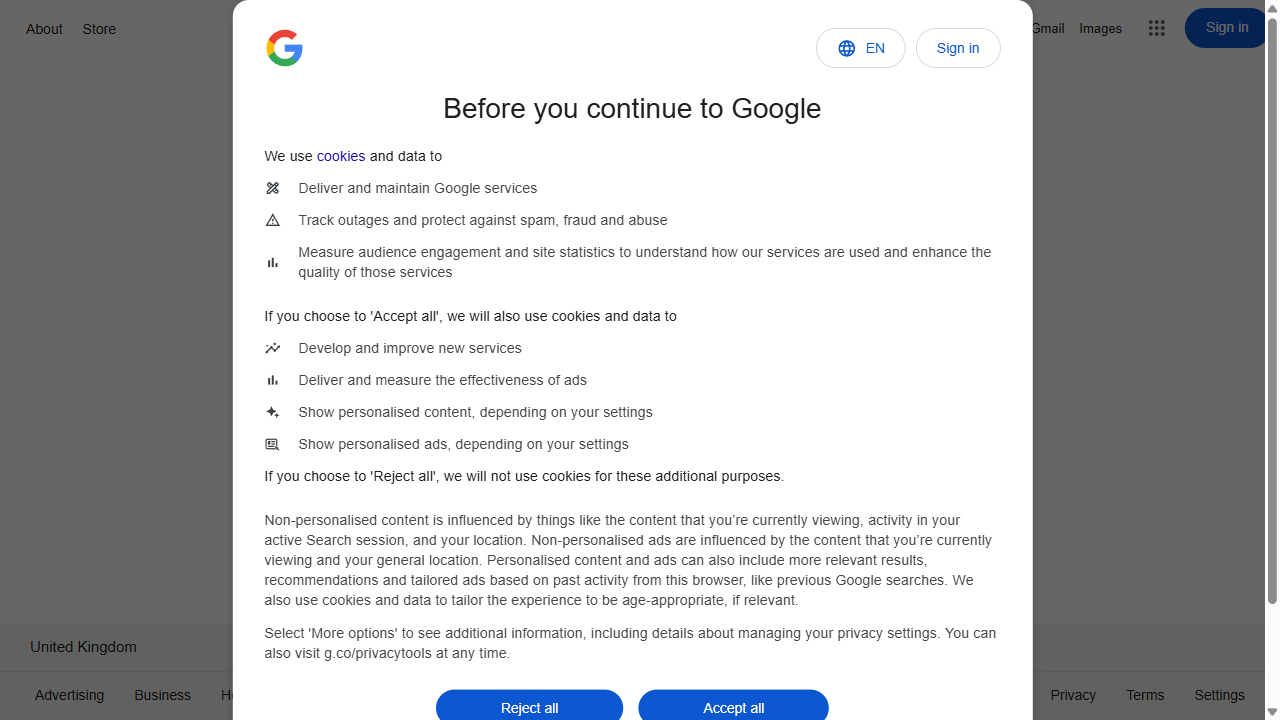 About Store
Gmail Images Sign in
EN Sign in
Before you continue to Google
We use cookies and data to
Deliver and maintain Google services
Track outages and protect against spam, fraud and abuse
Measure audience engagement and site statistics to understand how our services are used and enhance the
quality of those services
If you choose to 'Accept all', we will also use cookies and data to
Develop and improve new services
Deliver and measure the effectiveness of ads
Show personalised content, depending on your settings
Show personalised ads, depending on your settings
If you choose to 'Reject all', we will not use cookies for these additional purposes.
Non-personalised content is influenced by things like the content that you’re currently viewing, activity in your
active Search session, and your location. Non-personalised ads are influenced by the content that you’re currently
viewing and your general location. Personalised content and ads can also include more relevant results,
recommendations and tailored ads based on past activity from this browser, like previous Google searches. We
also use cookies and data to tailor the experience to be age-appropriate, if relevant.
Select 'More options' to see additional information, including details about managing your privacy settings. You can
also visit g.co/privacytools at any time.
United Kingdom
Reject all Accept all
Advertising Business Privacy Terms Settings